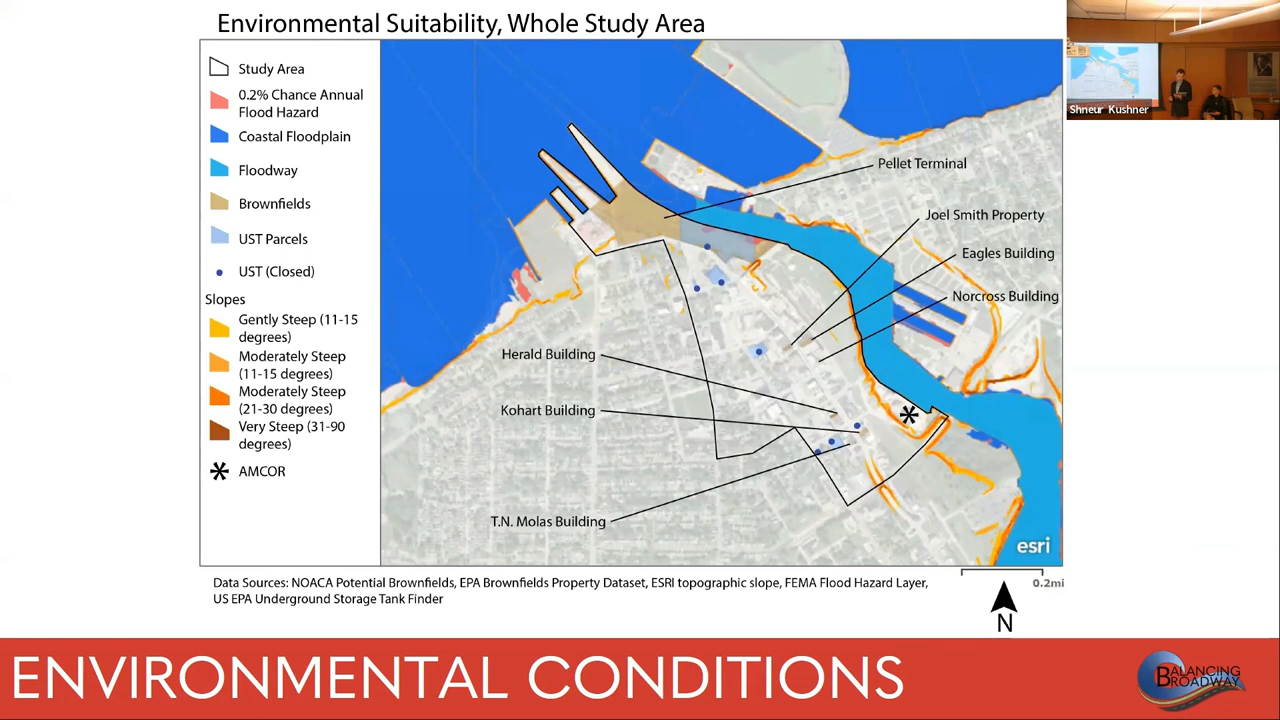 Environmental Suitability, Whole Study Area
Study Area
0.2% Chance Annual
Flood Hazard
Coastal Floodplain
Floodway
Brownfields
UST Parcels
UST (Closed)
Slopes
Gently Steep (11-15
degrees)
Moderately Steep
(11-15 degrees)
Moderately Steep
(21-30 degrees)
Very Steep (31-90
degrees)
AMCOR
Pellet Terminal
Joel Smith Property
Eagles Building
Norcross Building
Herald Building
Kohart Building
T.N. Molas Building
esri
0.2mi
N
Data Sources: NOACA Potential Brownfields, EPA Brownfields Property Dataset, ESRI topographic slope, FEMA Flood Hazard Layer,
US EPA Underground Storage Tank Finder
Shneur Kushner
ENVIRONMENTAL CONDITIONS
BALANCING
BROADWAY